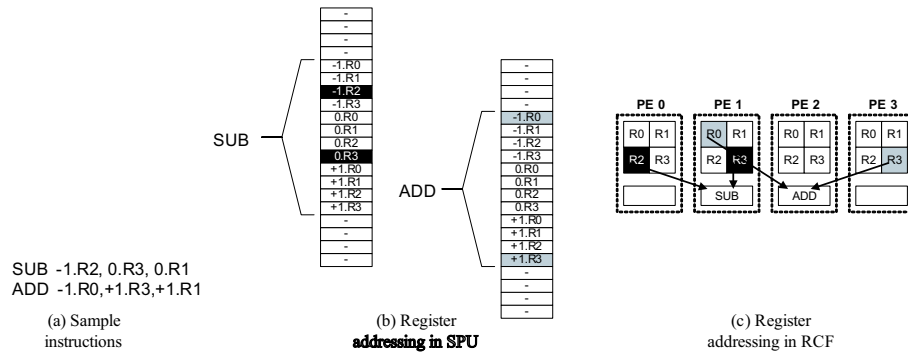 -
-
-
-
-1.R0
-1.R1
-1.R2
-1.R3
0.R0
0.R1
0.R2
0.R3
+1.R0
+1.R1
+1.R2
+1.R3
-
-
-
-
SUB
-
-
-
-
-1.R0
-1.R1
-1.R2
-1.R3
0.R0
0.R1
0.R2
0.R3
+1.R0
+1.R1
+1.R2
+1.R3
-
-
-
-
ADD
PE 0 PE 1 PE 2 PE 3
R0 R1 R0 R1 R0 R1 R0 R1
R2 R3 R2 R3 R2 R3 R2 R3
SUB ADD
SUB -1.R2, 0.R3, 0.R1
ADD -1.R0,+1.R3,+1.R1
(a) Sample
instructions
(b) Register
addressing in SPU
(c) Register
addressing in RCF